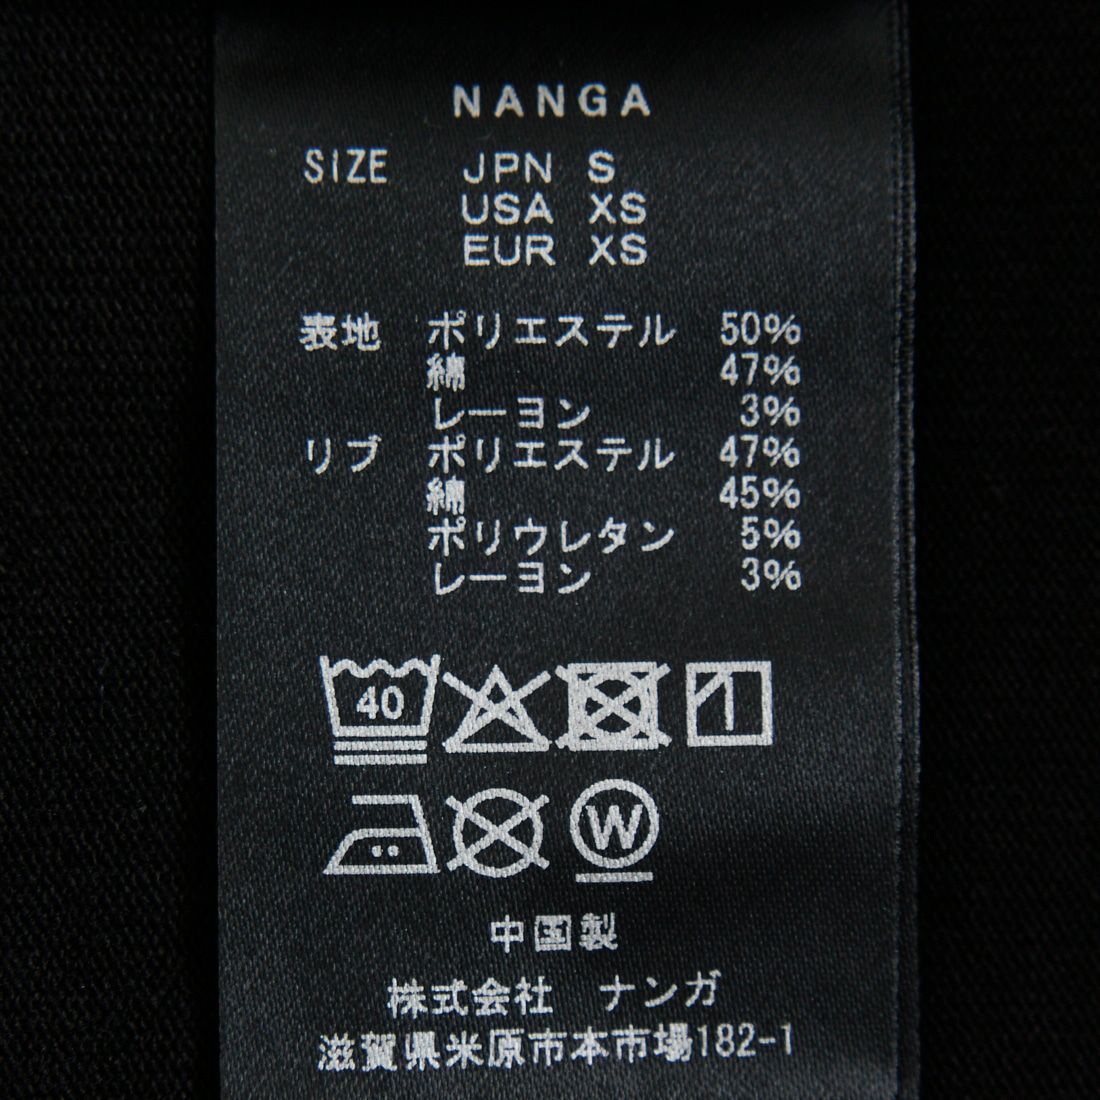 NANGA
SIZE JPN S
USA XS
EUR XS
表地 ポリエステル 50%
綿 47%
レーヨン 3%
リブ ポリエステル 47%
綿 45%
ポリウレタン 5%
レーヨン 3%
40
W
中国製
株式会社 ナンガ
滋賀県米原市本市場182-1